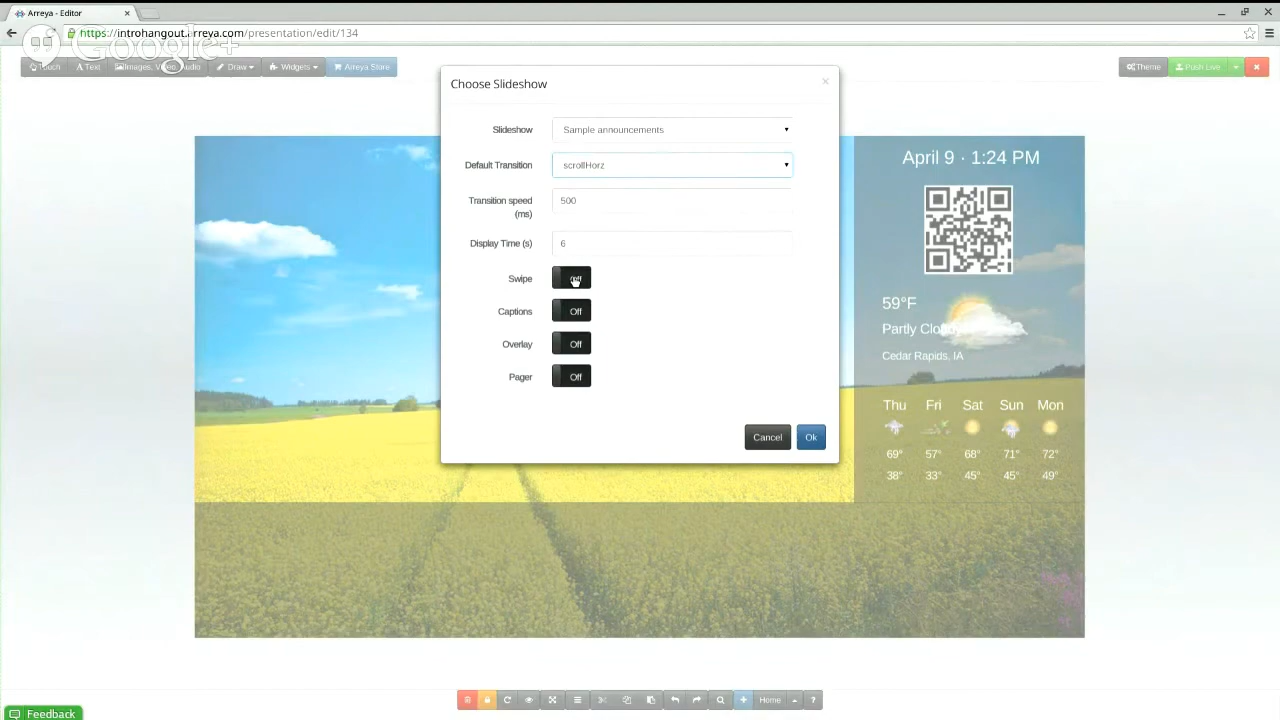 Arreya - Editor
https://introhangout.arreya.com/presentation/edit/134
Google+
Touch
Text
Images, Video, Audio
Draw
Widgets
Arreya Store
Theme
Push Live
Choose Slideshow
×
Slideshow
Sample announcements
Default Transition
scrollHorz
Transition speed
(ms)
500
Display Time (s)
6
Swipe
Off
Captions
Off
Overlay
Off
Pager
Off
Cancel
Ok
April 9 · 1:24 PM
59°F
Partly Cloudy
Cedar Rapids, IA
Thu Fri Sat Sun Mon
69° 57° 68° 71° 72°
38° 33° 45° 45° 49°
Home
?
Feedback